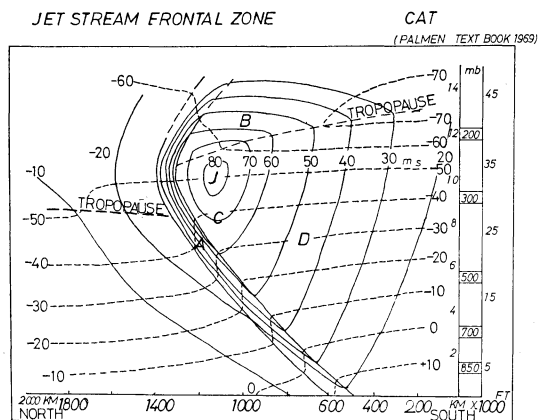 JET STREAM FRONTAL ZONE CAT
(PALMEN TEXT BOOK 1969)
mb
-60 -70 14 45
TROPOPAUSE
B -70
-20 12 200
-60
-10 80 70 60 50 40 30 m s 20 35
J -50 10
300
TROPOPAUSE -40
-50 C 8
A -30 25
D
-40 -20 6
500
-30 -10 15
4
0 700
-20
2
-10 +10 850 5
0
2000 KM 1800 1400 1000 600 400 200 KM X1000 FT
NORTH SOUTH